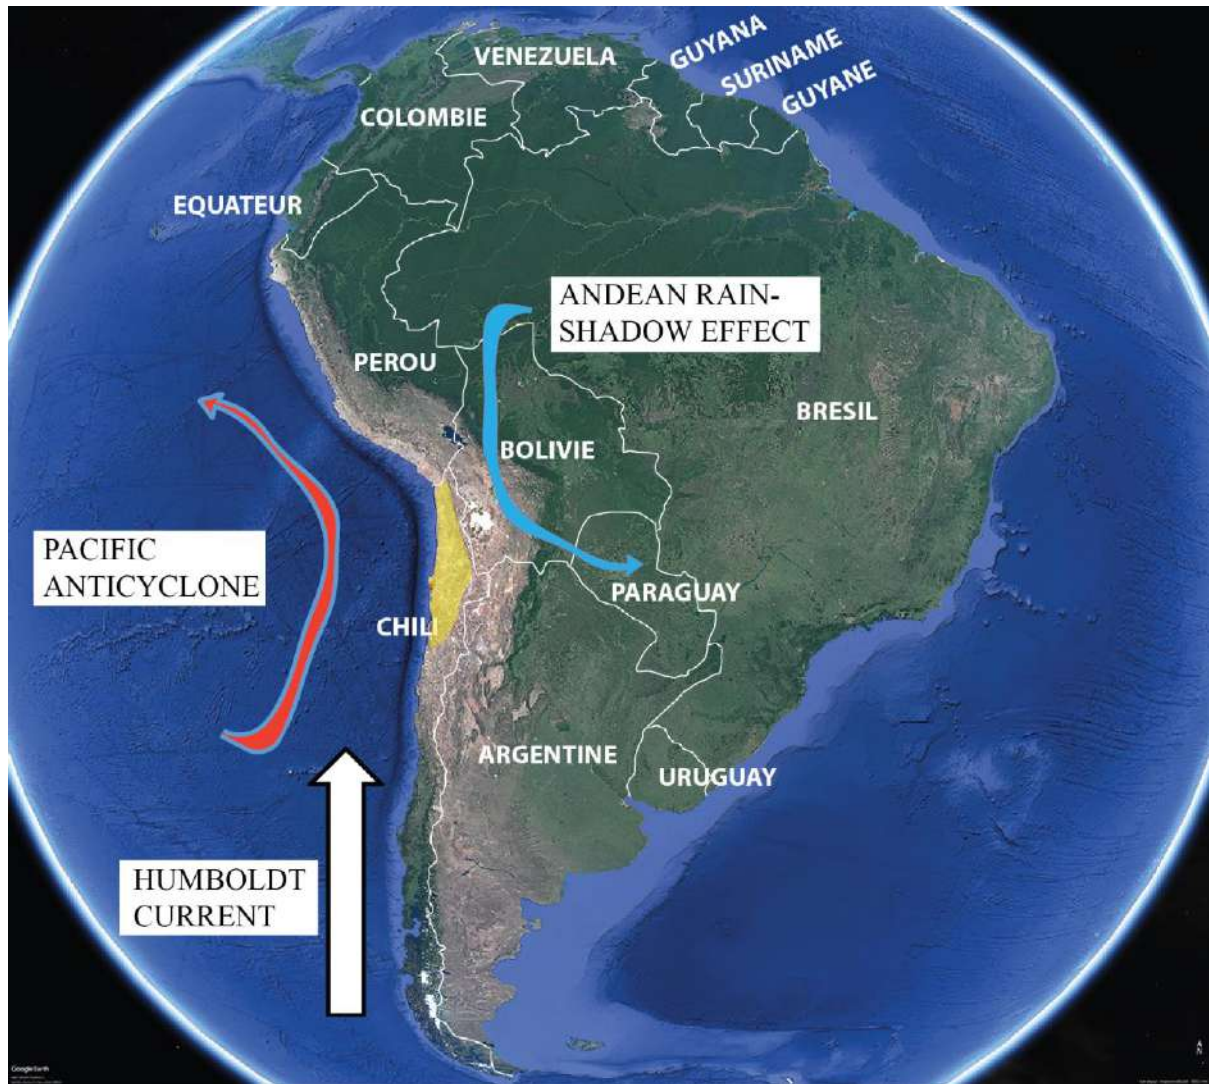 VENEZUELA
GUYANA
SURINAME
GUYANE
COLOMBIE
EQUATEUR
ANDEAN RAIN-
SHADOW EFFECT
PEROU
BRESIL
BOLIVIE
PACIFIC
ANTICYCLONE
PARAGUAY
CHILI
ARGENTINE
URUGUAY
HUMBOLDT
CURRENT
N
Google Earth